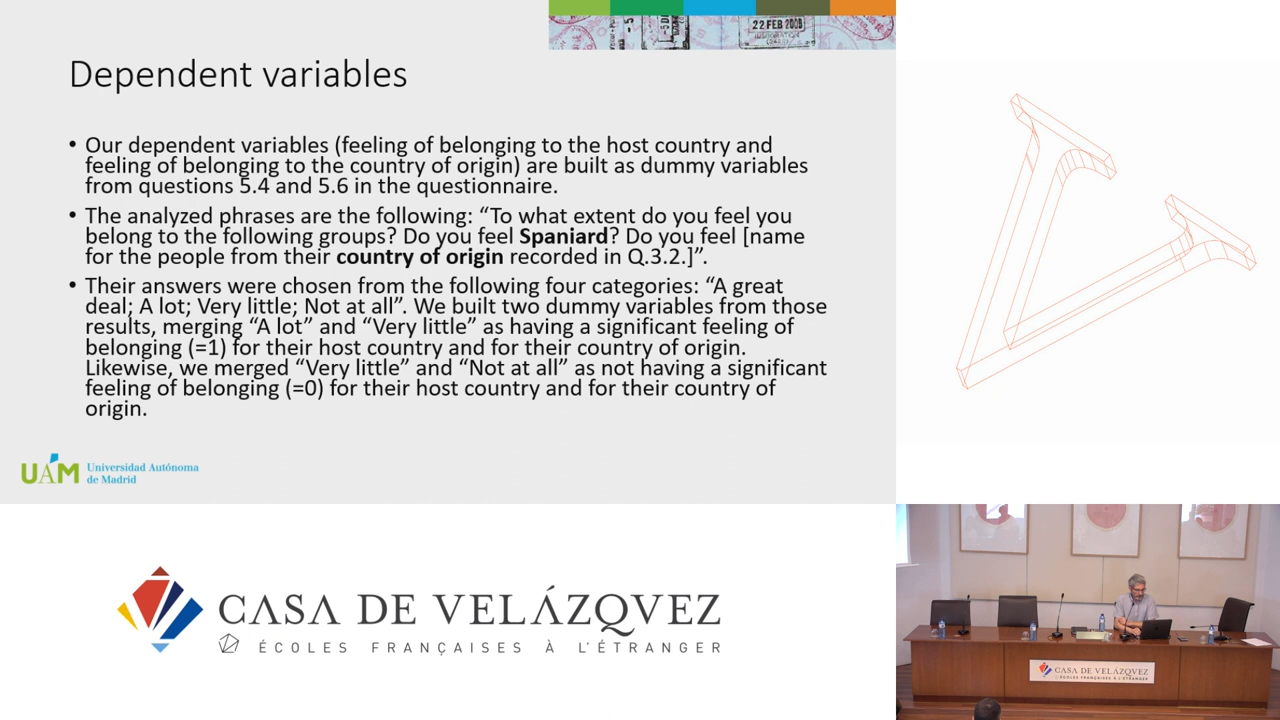 22 FEB 2008
Dependent variables
• Our dependent variables (feeling of belonging to the host country and
feeling of belonging to the country of origin) are built as dummy variables
from questions 5.4 and 5.6 in the questionnaire.
• The analyzed phrases are the following: “To what extent do you feel you
belong to the following groups? Do you feel Spaniard? Do you feel [name
for the people from their country of origin recorded in Q.3.2.]”.
• Their answers were chosen from the following four categories: “A great
deal; A lot; Very little; Not at all”. We built two dummy variables from those
results, merging “A lot” and “Very little” as having a significant feeling of
belonging (=1) for their host country and for their country of origin.
Likewise, we merged “Very little” and “Not at all” as not having a significant
feeling of belonging (=0) for their host country and for their country of
origin.
UAM Universidad Autónoma
de Madrid
CASA DE VELÁZQVEZ
ÉCOLES FRANÇAISES À L'ÉTRANGER
CASA DE VELÁZQVEZ
ÉCOLES FRANÇAISES À L'ÉTRANGER